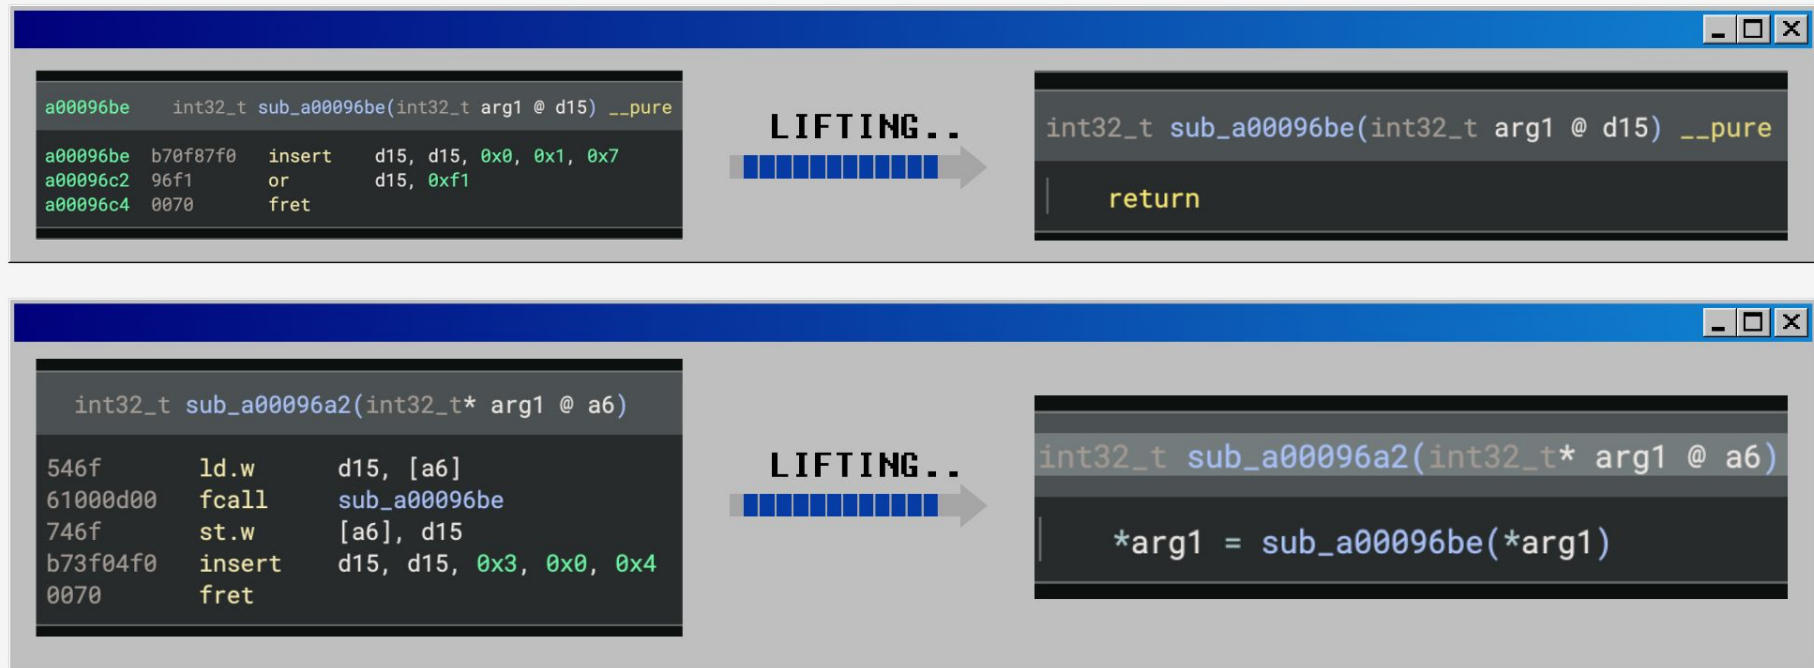 a00096be int32_t sub_a00096be(int32_t arg1 @ d15) __pure
a00096be b70f87f0 insert d15, d15, 0x0, 0x1, 0x7
a00096c2 96f1 or d15, 0xf1
a00096c4 0070 fret
LIFTING..
int32_t sub_a00096be(int32_t arg1 @ d15) __pure
return
int32_t sub_a00096a2(int32_t* arg1 @ a6)
546f ld.w d15, [a6]
61000d00 fcall sub_a00096be
746f st.w [a6], d15
b73f04f0 insert d15, d15, 0x3, 0x0, 0x4
0070 fret
LIFTING..
int32_t sub_a00096a2(int32_t* arg1 @ a6)
*arg1 = sub_a00096be(*arg1)